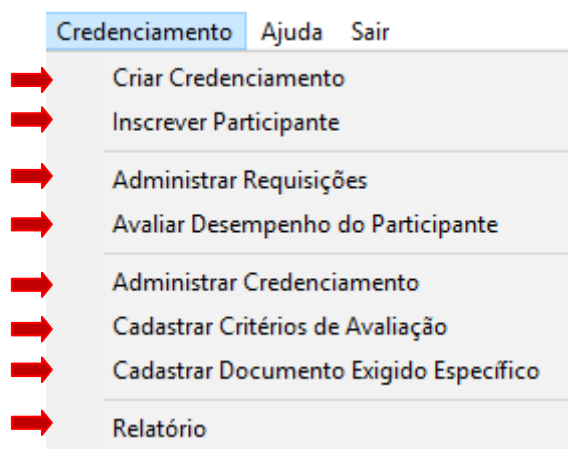 Credenciamento Ajuda Sair
Criar Credenciamento
Inscrever Participante
Administrar Requisições
Avaliar Desempenho do Participante
Administrar Credenciamento
Cadastrar Critérios de Avaliação
Cadastrar Documento Exigido Específico
Relatório